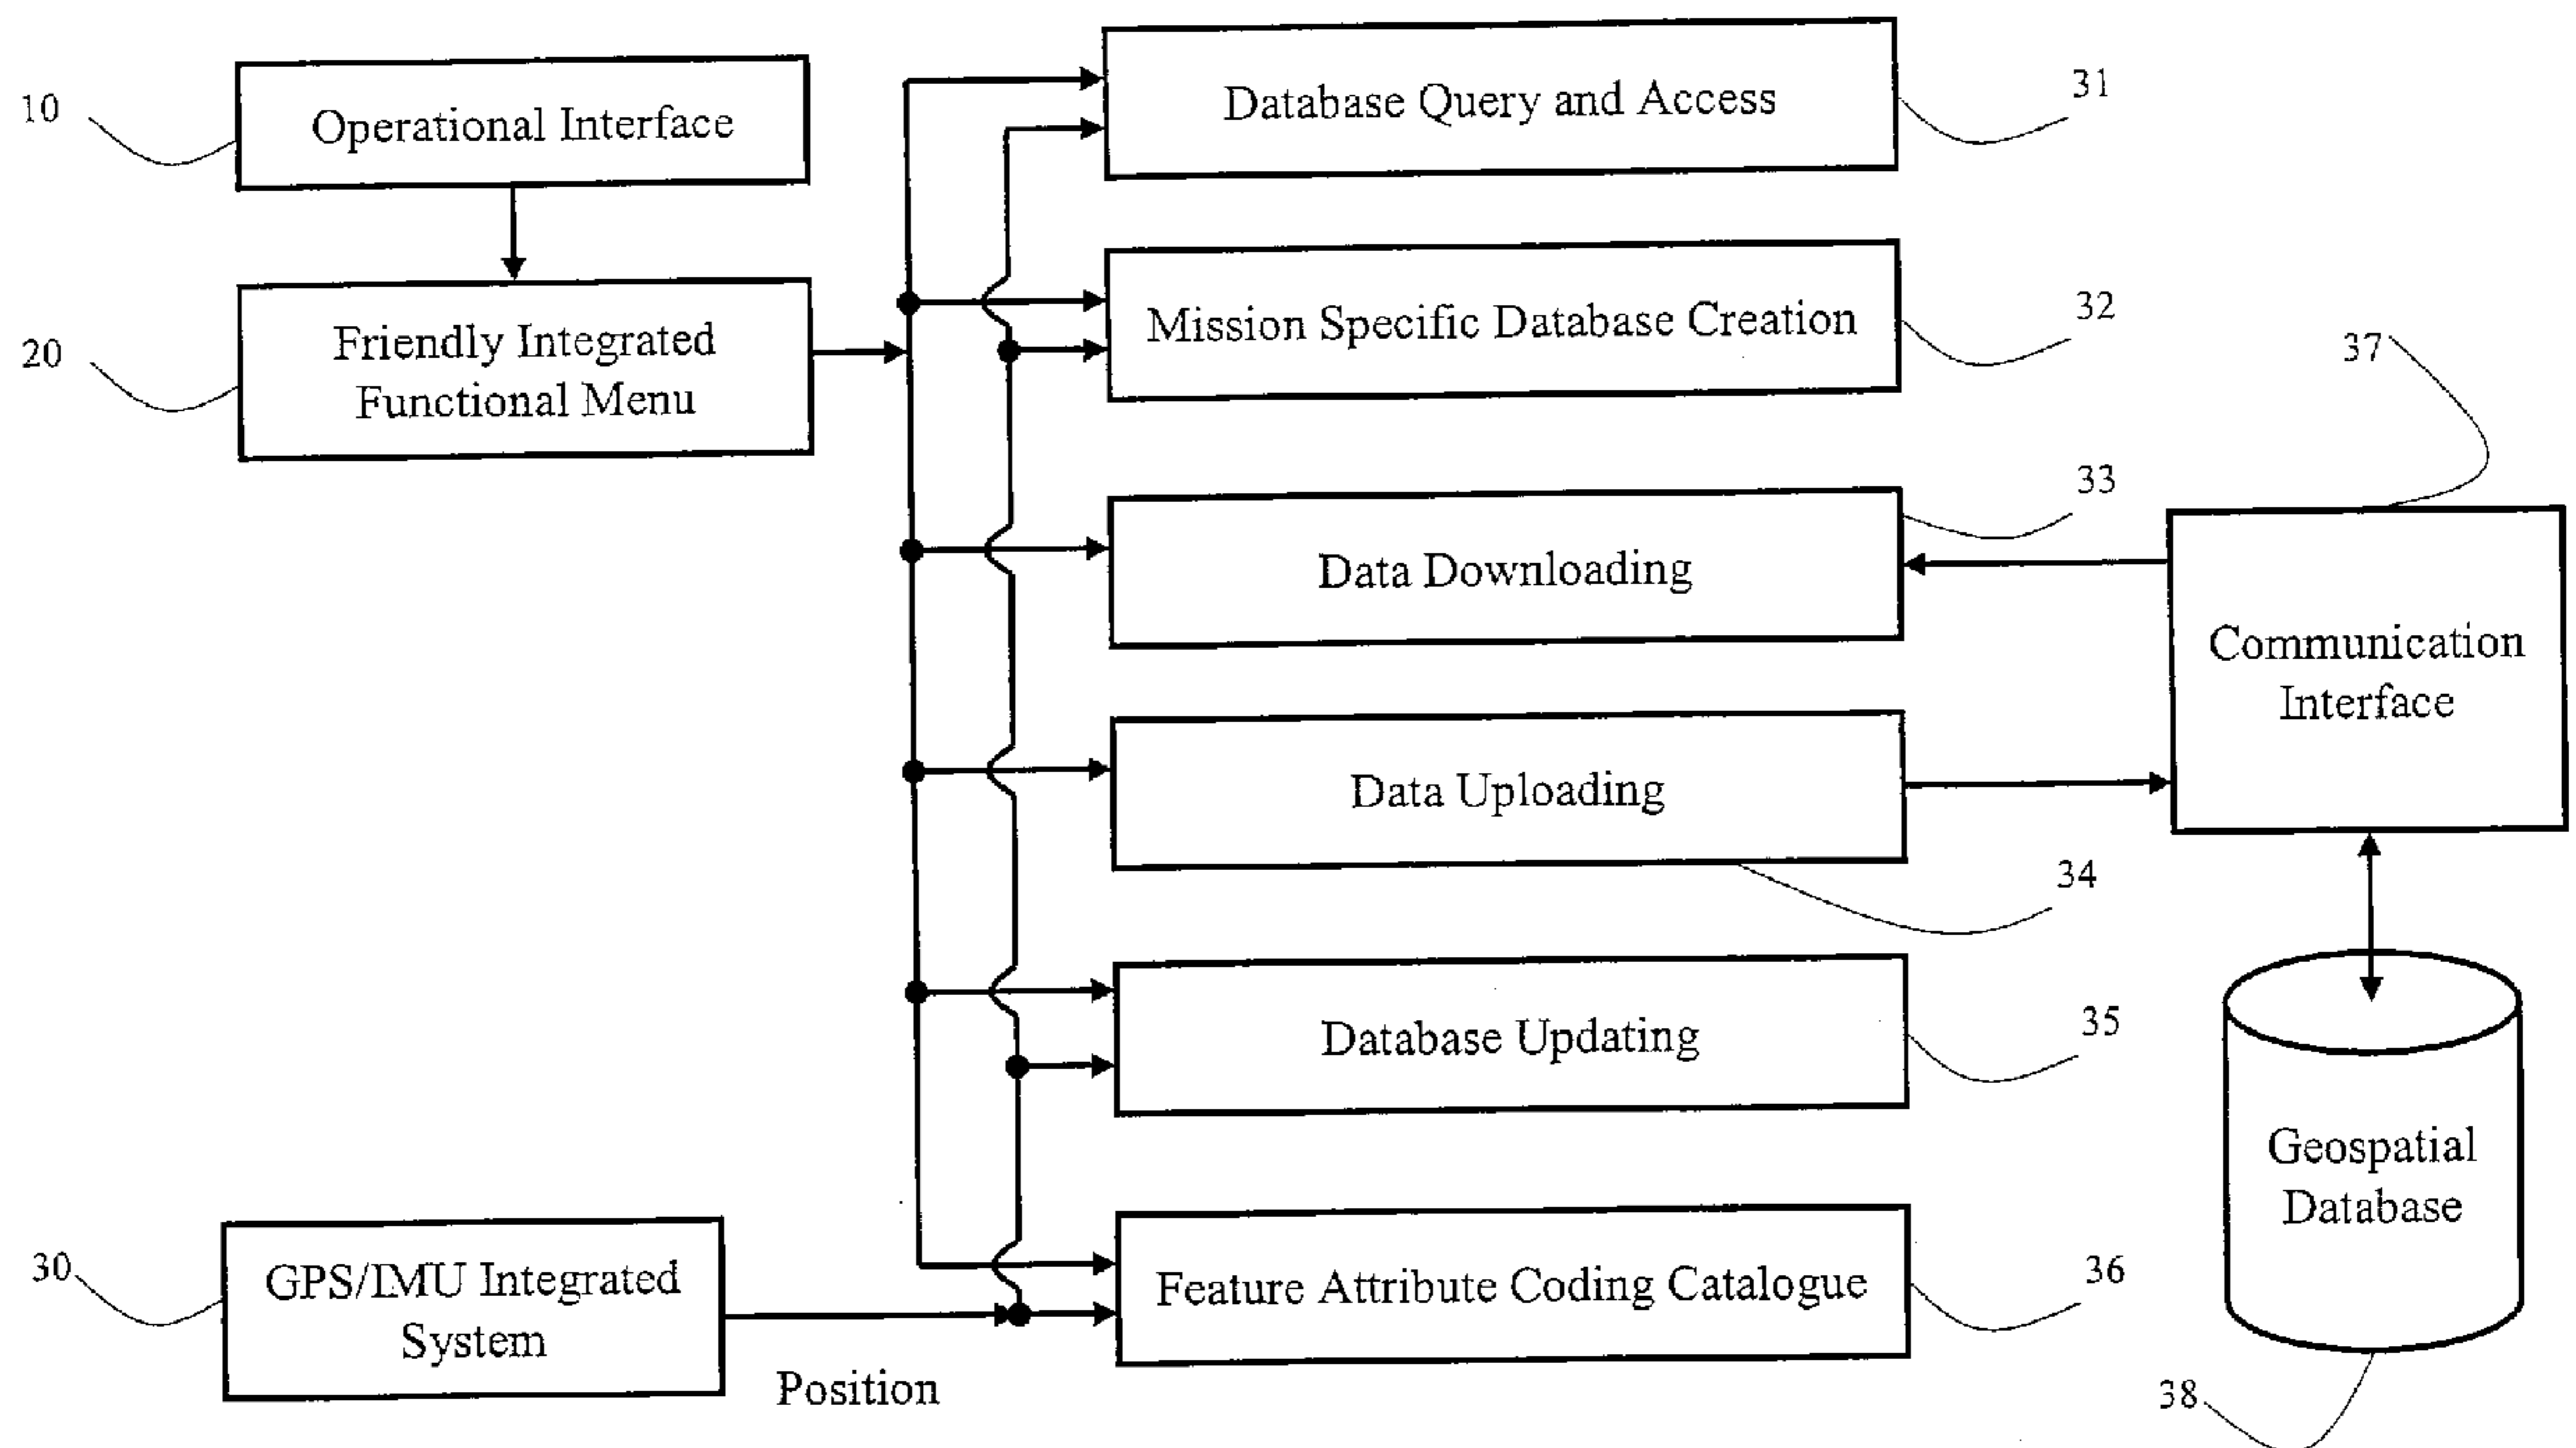 10
Operational Interface
20
Friendly Integrated
Functional Menu
30
GPS/IMU Integrated
System
Position
Database Query and Access
31
Mission Specific Database Creation
32
Data Downloading
33
Data Uploading
34
Database Updating
35
Feature Attribute Coding Catalogue
36
37
Communication
Interface
Geospatial
Database
38